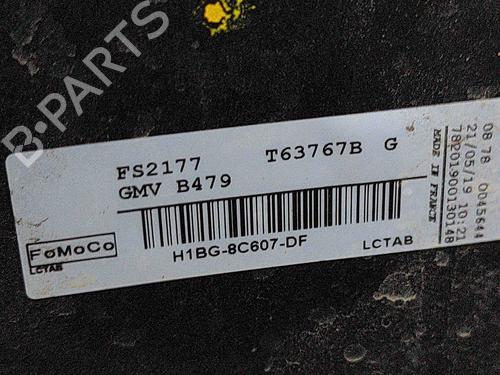 B-PARTS
FS2177 T63767B G
GMV B479
FoMoCo
LCTAB
H1BG-8C607-DF LCTAB
MADE IN FRANCE
08 78 0045644
21/05/19 10:21
782019000130148